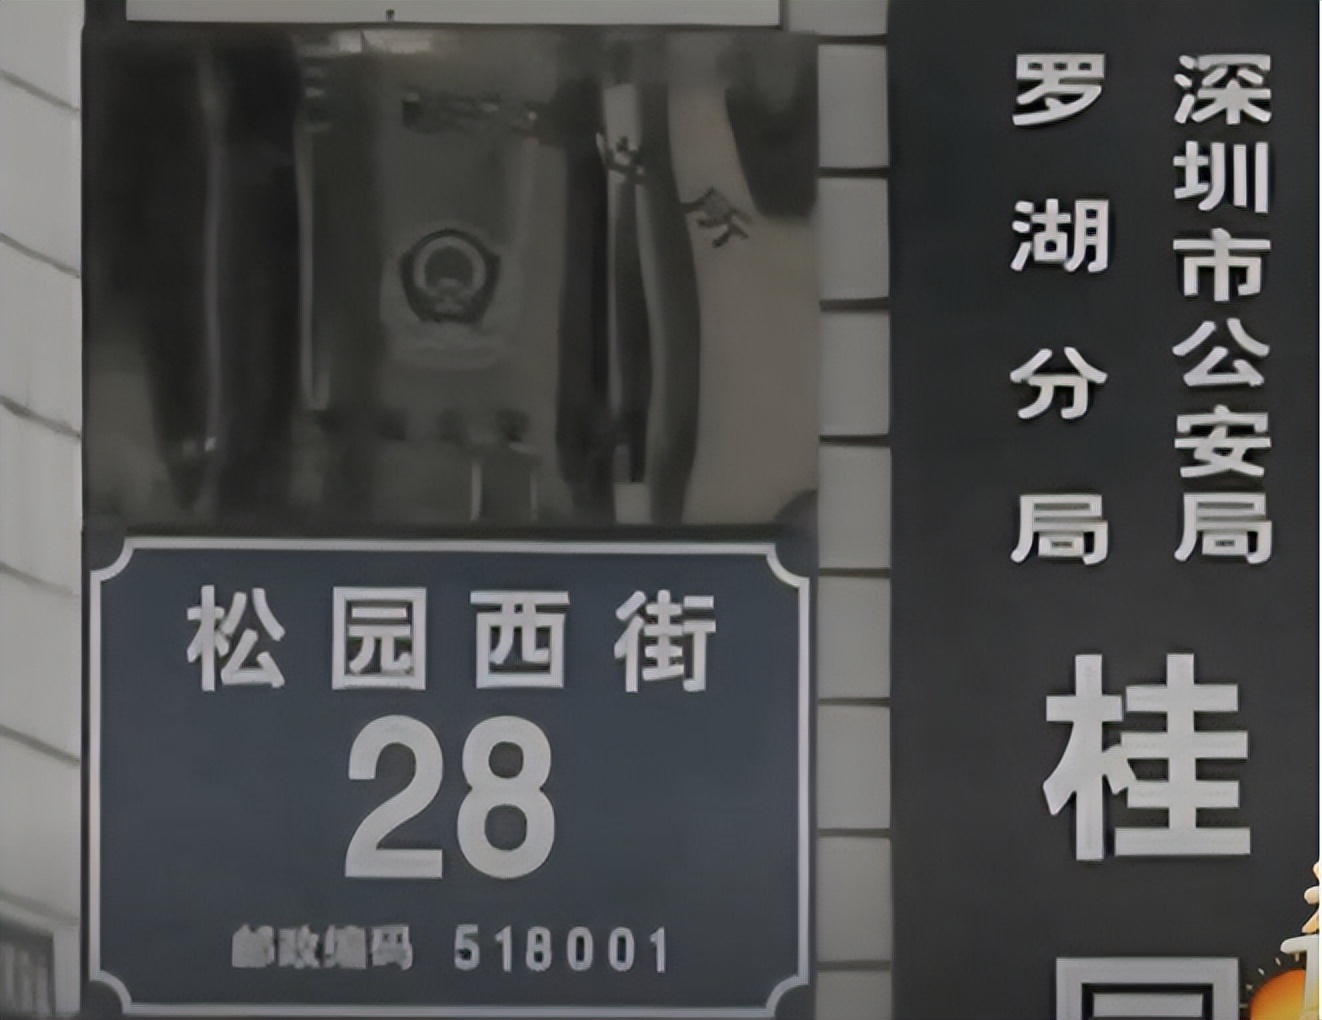 松园西街
28
邮政编码 518001
深圳市公安局
罗湖分局
桂